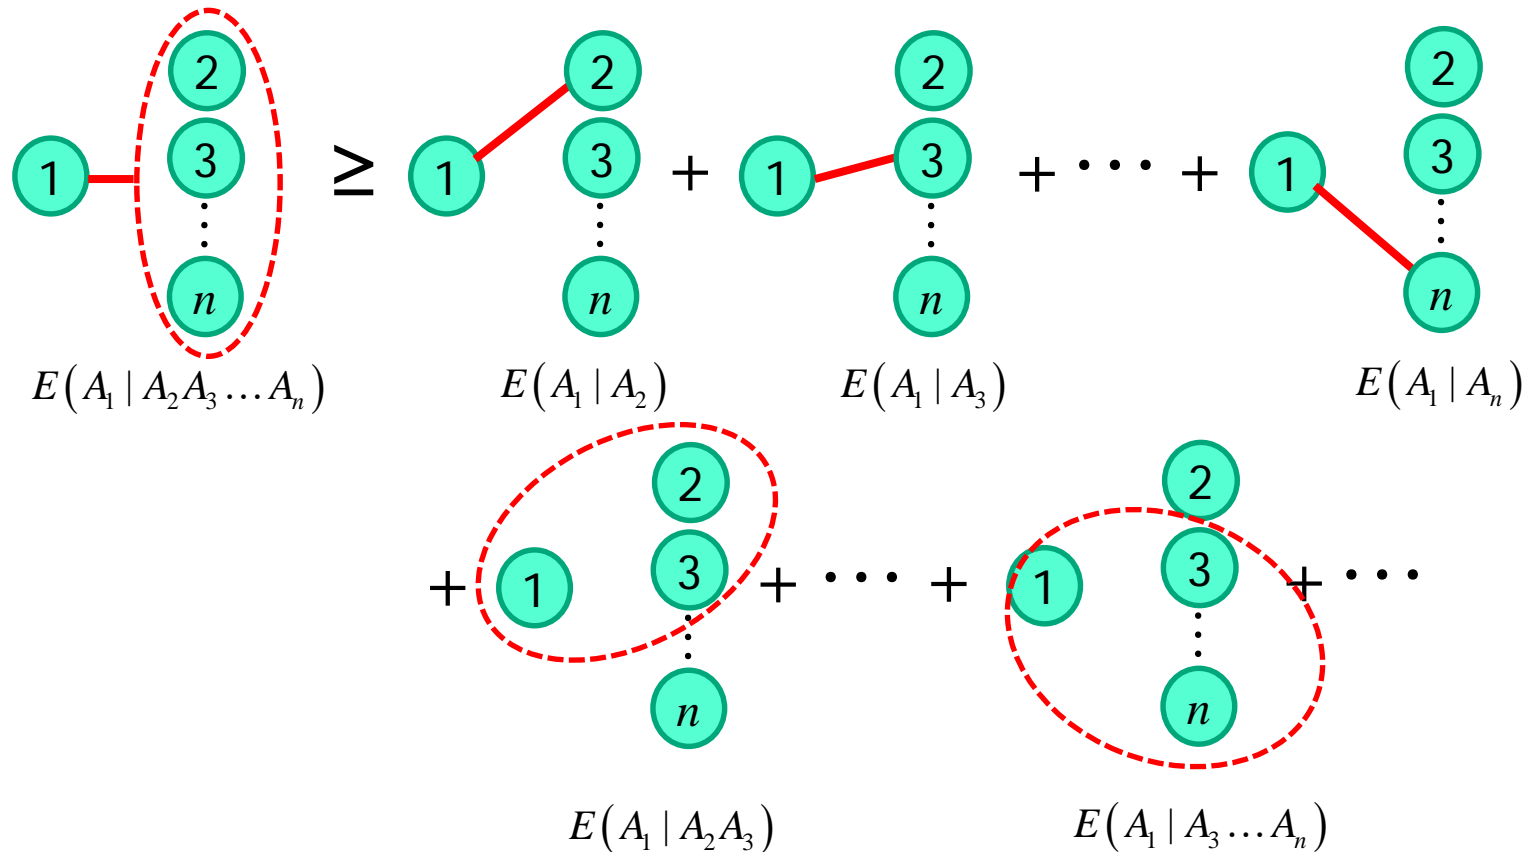 2 2 2 2
1 3 ≥ 1 3 + 1 3 + ··· + 1 3
⋮ ⋮ ⋮ ⋮
n n n n
E(A₁ | A₂A₃…Aₙ) E(A₁ | A₂) E(A₁ | A₃) E(A₁ | Aₙ)
2 2
+ 1 3 + ··· + 1 3 + ···
⋮ ⋮
n n
E(A₁ | A₂A₃) E(A₁ | A₃…Aₙ)